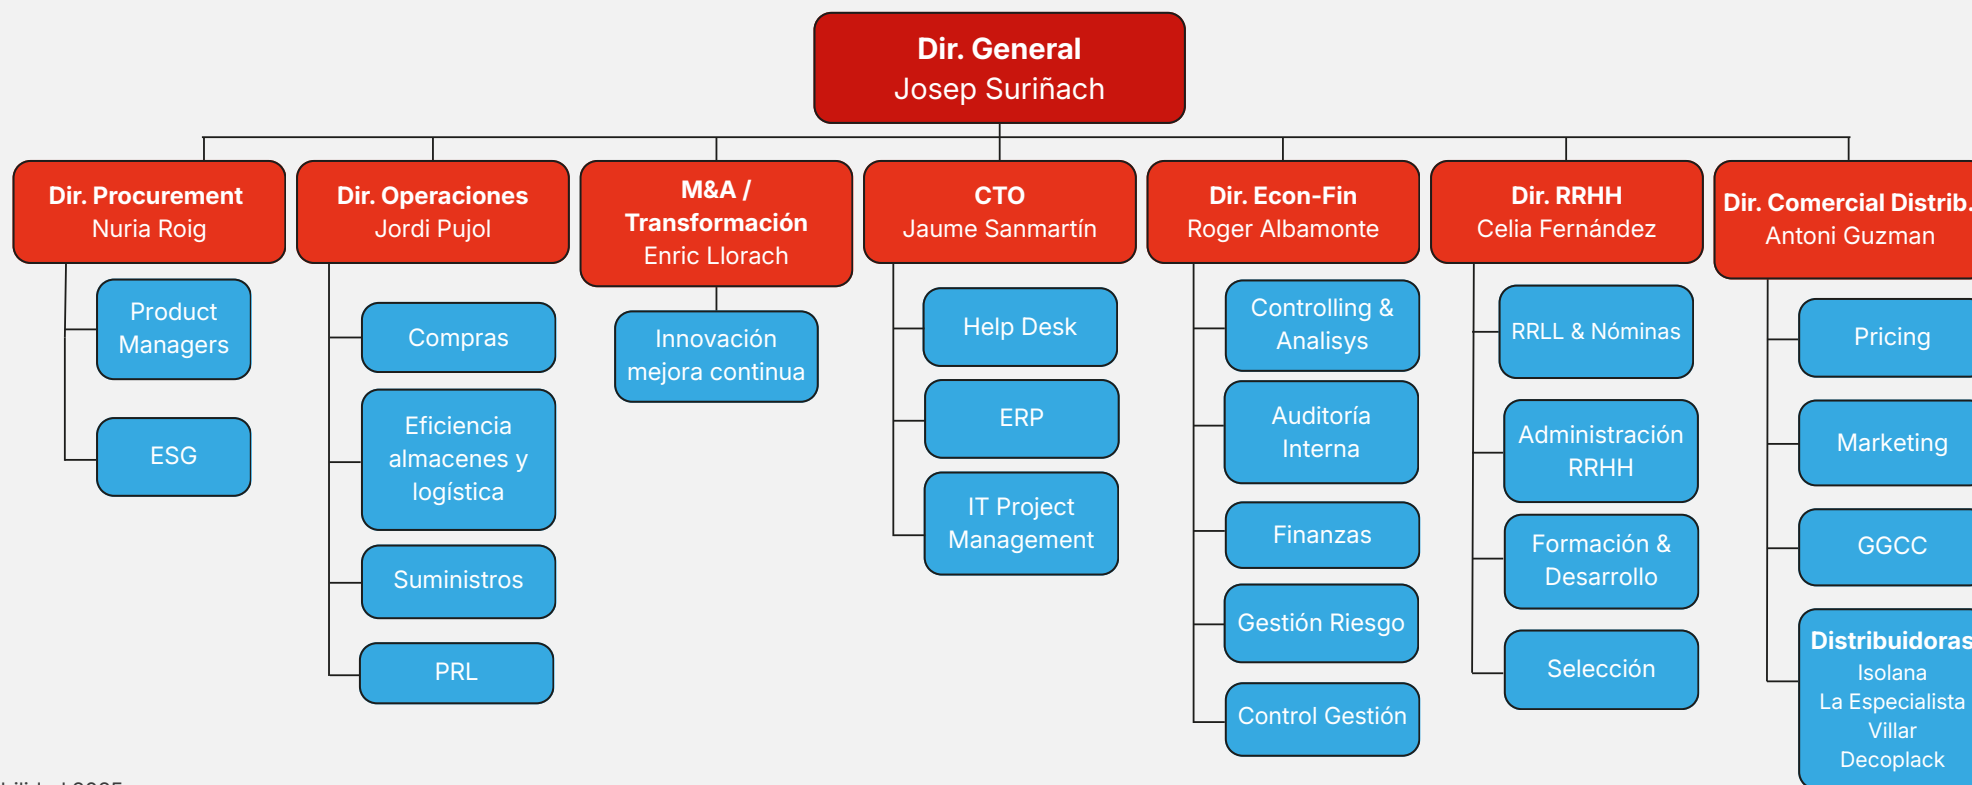 Dir. General
Josep Suriñach
Dir. Procurement
Nuria Roig
Dir. Operaciones
Jordi Pujol
M&A /
Transformación
Enric Llorach
CTO
Jaume Sanmartín
Dir. Econ-Fin
Roger Albamonte
Dir. RRHH
Celia Fernández
Dir. Comercial Distrib.
Antoni Guzman
Product
Managers
ESG
Compras
Eficiencia
almacenes y
logística
Suministros
PRL
Innovación
mejora continua
Help Desk
ERP
IT Project
Management
Controlling &
Analisys
Auditoría
Interna
Finanzas
Gestión Riesgo
Control Gestión
RRLL & Nóminas
Administración
RRHH
Formación &
Desarrollo
Selección
Pricing
Marketing
GGCC
Distribuidoras
Isolana
La Especialista
Villar
Decoplack